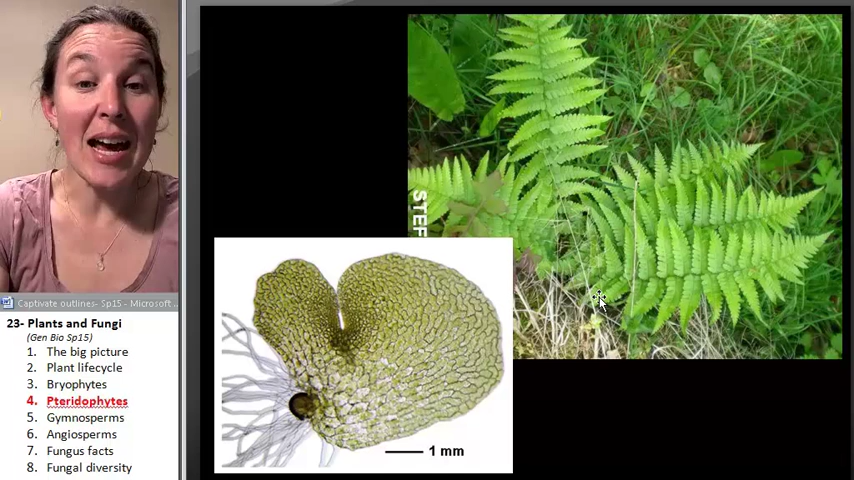 Captivate outlines- Sp15 - Microsoft ...
23- Plants and Fungi
(Gen Bio Sp15)
1. The big picture
2. Plant lifecycle
3. Bryophytes
4. Pteridophytes
5. Gymnosperms
6. Angiosperms
7. Fungus facts
8. Fungal diversity
STEF
1 mm